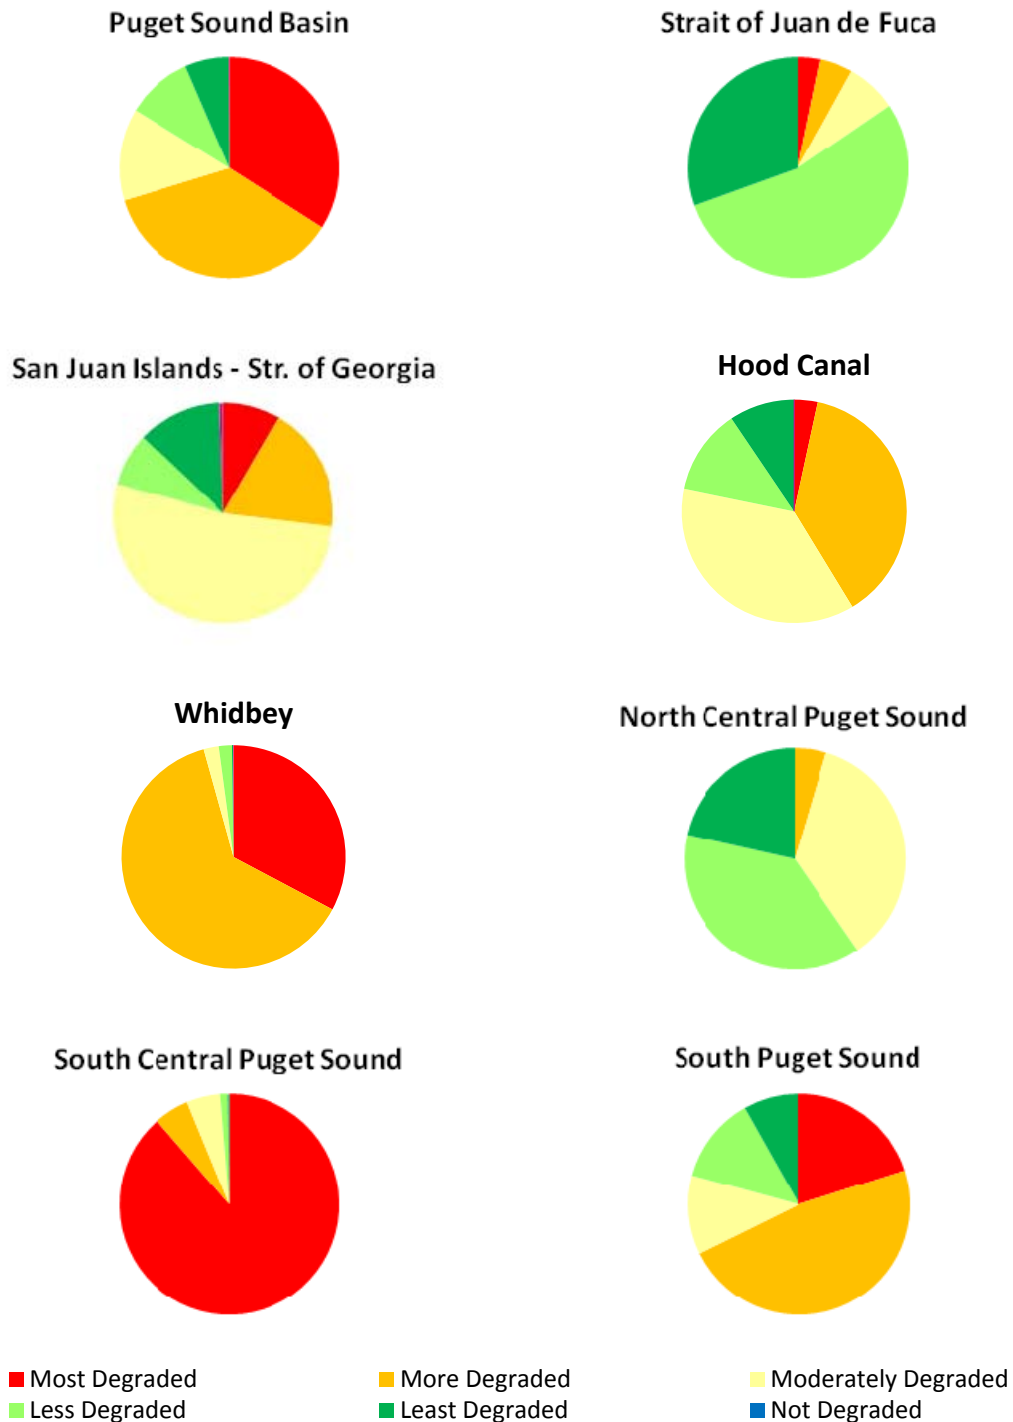 Puget Sound Basin
Strait of Juan de Fuca
San Juan Islands - Str. of Georgia
Hood Canal
Whidbey
North Central Puget Sound
South Central Puget Sound
South Puget Sound
Most Degraded
More Degraded
Moderately Degraded
Less Degraded
Least Degraded
Not Degraded